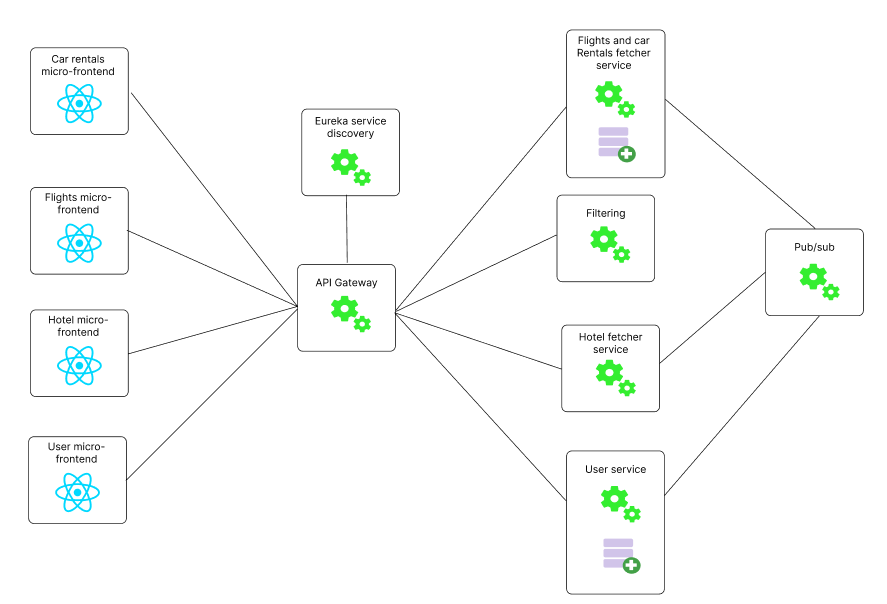 Car rentals
micro-frontend
Flights micro-
frontend
Hotel micro-
frontend
User micro-
frontend
Eureka service
discovery
API Gateway
Flights and car
Rentals fetcher
service
Filtering
Hotel fetcher
service
User service
Pub/sub